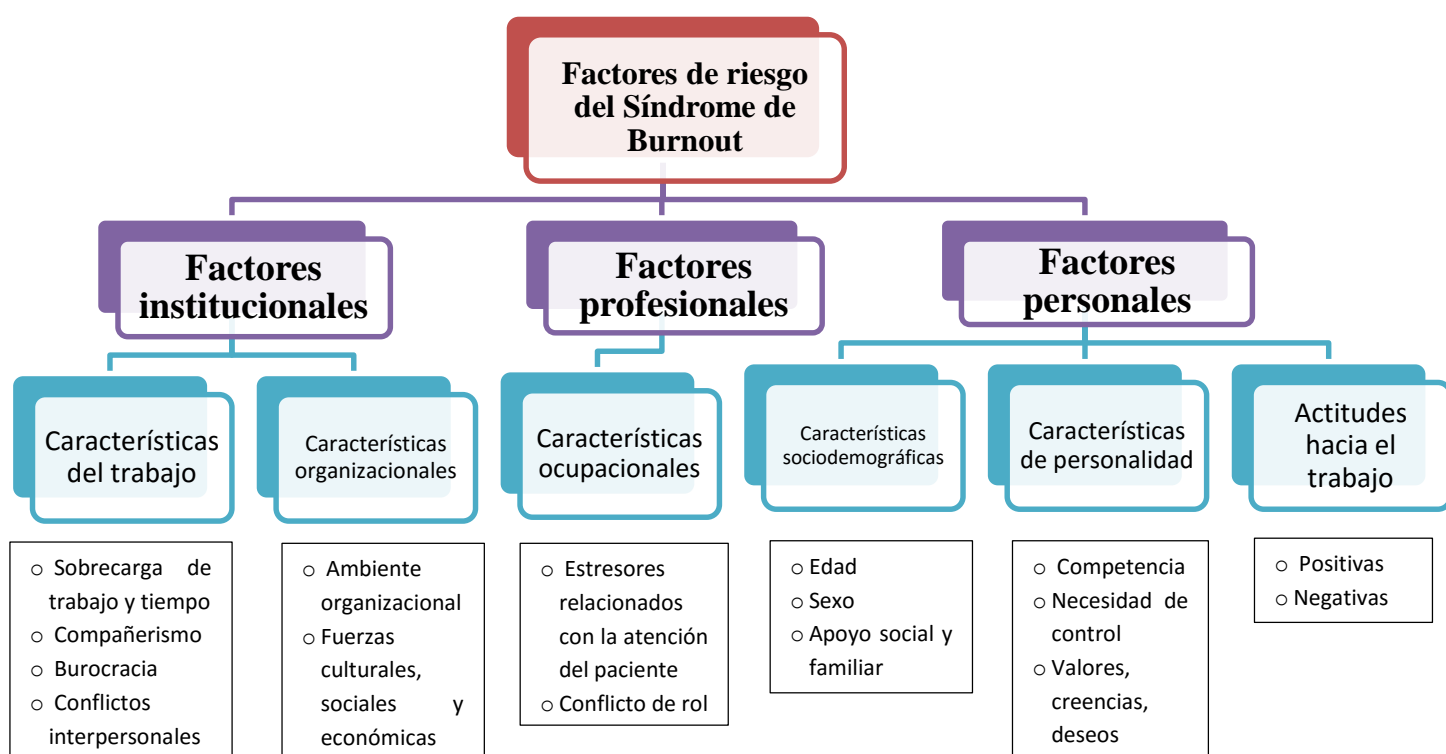 Factores de riesgo
del Síndrome de
Burnout
Factores
institucionales
Factores
profesionales
Factores
personales
Características
del trabajo
Características
organizacionales
Características
ocupacionales
Características
sociodemográficas
Características
de personalidad
Actitudes
hacia el
trabajo
o Sobrecarga de
trabajo y tiempo
o Compañerismo
o Burocracia
o Conflictos
interpersonales
o Ambiente
organizacional
o Fuerzas
culturales,
sociales y
económicas
o Estresores
relacionados
con la atención
del paciente
o Conflicto de rol
o Edad
o Sexo
o Apoyo social y
familiar
o Competencia
o Necesidad de
control
o Valores,
creencias,
deseos
o Positivas
o Negativas